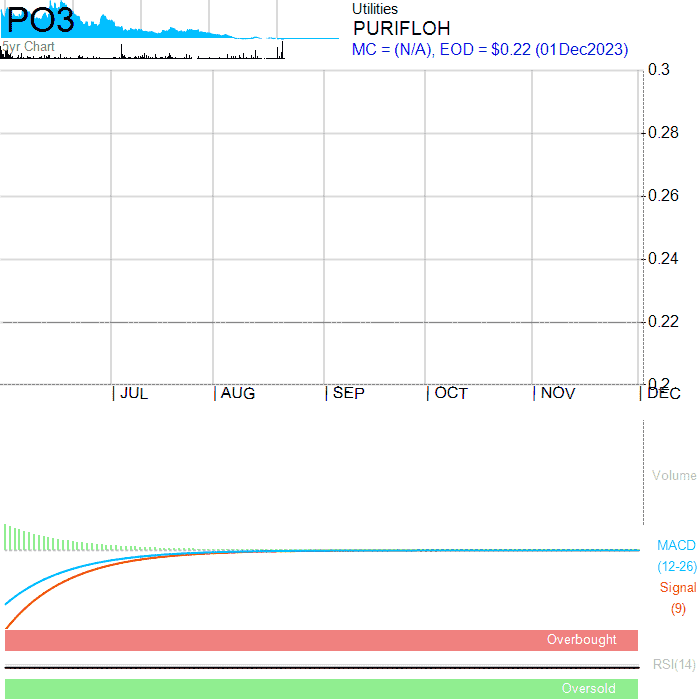 PO3
5yr Chart
Utilities
PURIFLOH
MC = (N/A), EOD = $0.22 (01Dec2023)
0.3
0.28
0.26
0.24
0.22
0.2
| JUL | AUG | SEP | OCT | NOV | DEC
Volume
MACD
(12-26)
Signal
(9)
Overbought
RSI(14)
Oversold